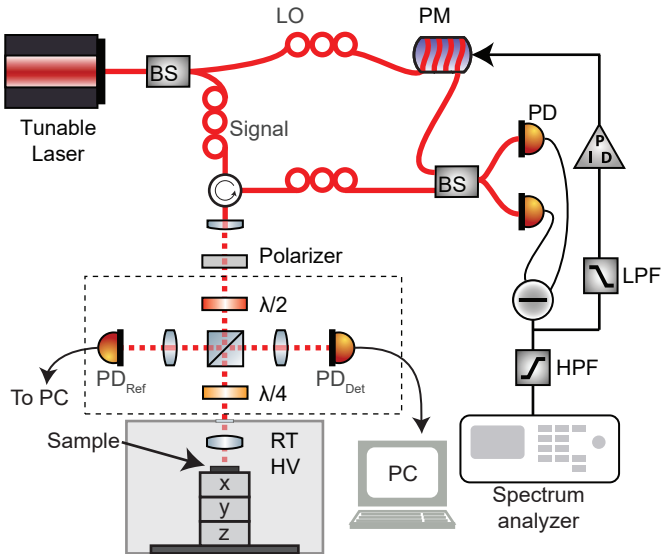 LO
PM
BS
Tunable
Laser
Signal
PD
P
I D
BS
Polarizer
LPF
λ/2
PD_Ref
PD_Det
To PC
λ/4
HPF
Sample
RT
HV
x
y
z
PC
Spectrum
analyzer